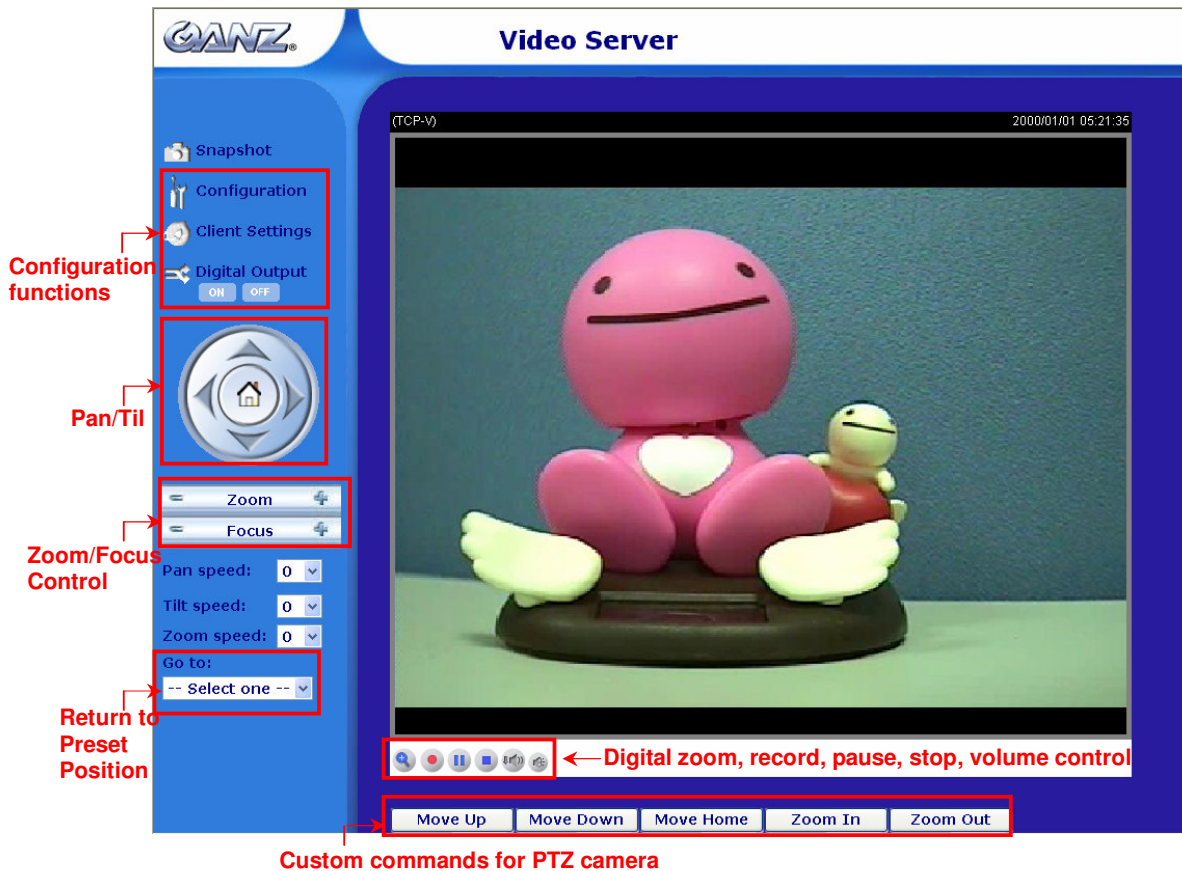 GANZ®
Video Server
(TCP-V)
2000/01/01 05:21:35
Snapshot
Configuration
Client Settings
Digital Output
ON OFF
Configuration
functions
Pan/Til
Zoom
Focus
Zoom/Focus
Control
Pan speed: 0
Tilt speed: 0
Zoom speed: 0
Go to:
-- Select one --
Return to
Preset
Position
Digital zoom, record, pause, stop, volume control
Move Up Move Down Move Home Zoom In Zoom Out
Custom commands for PTZ camera